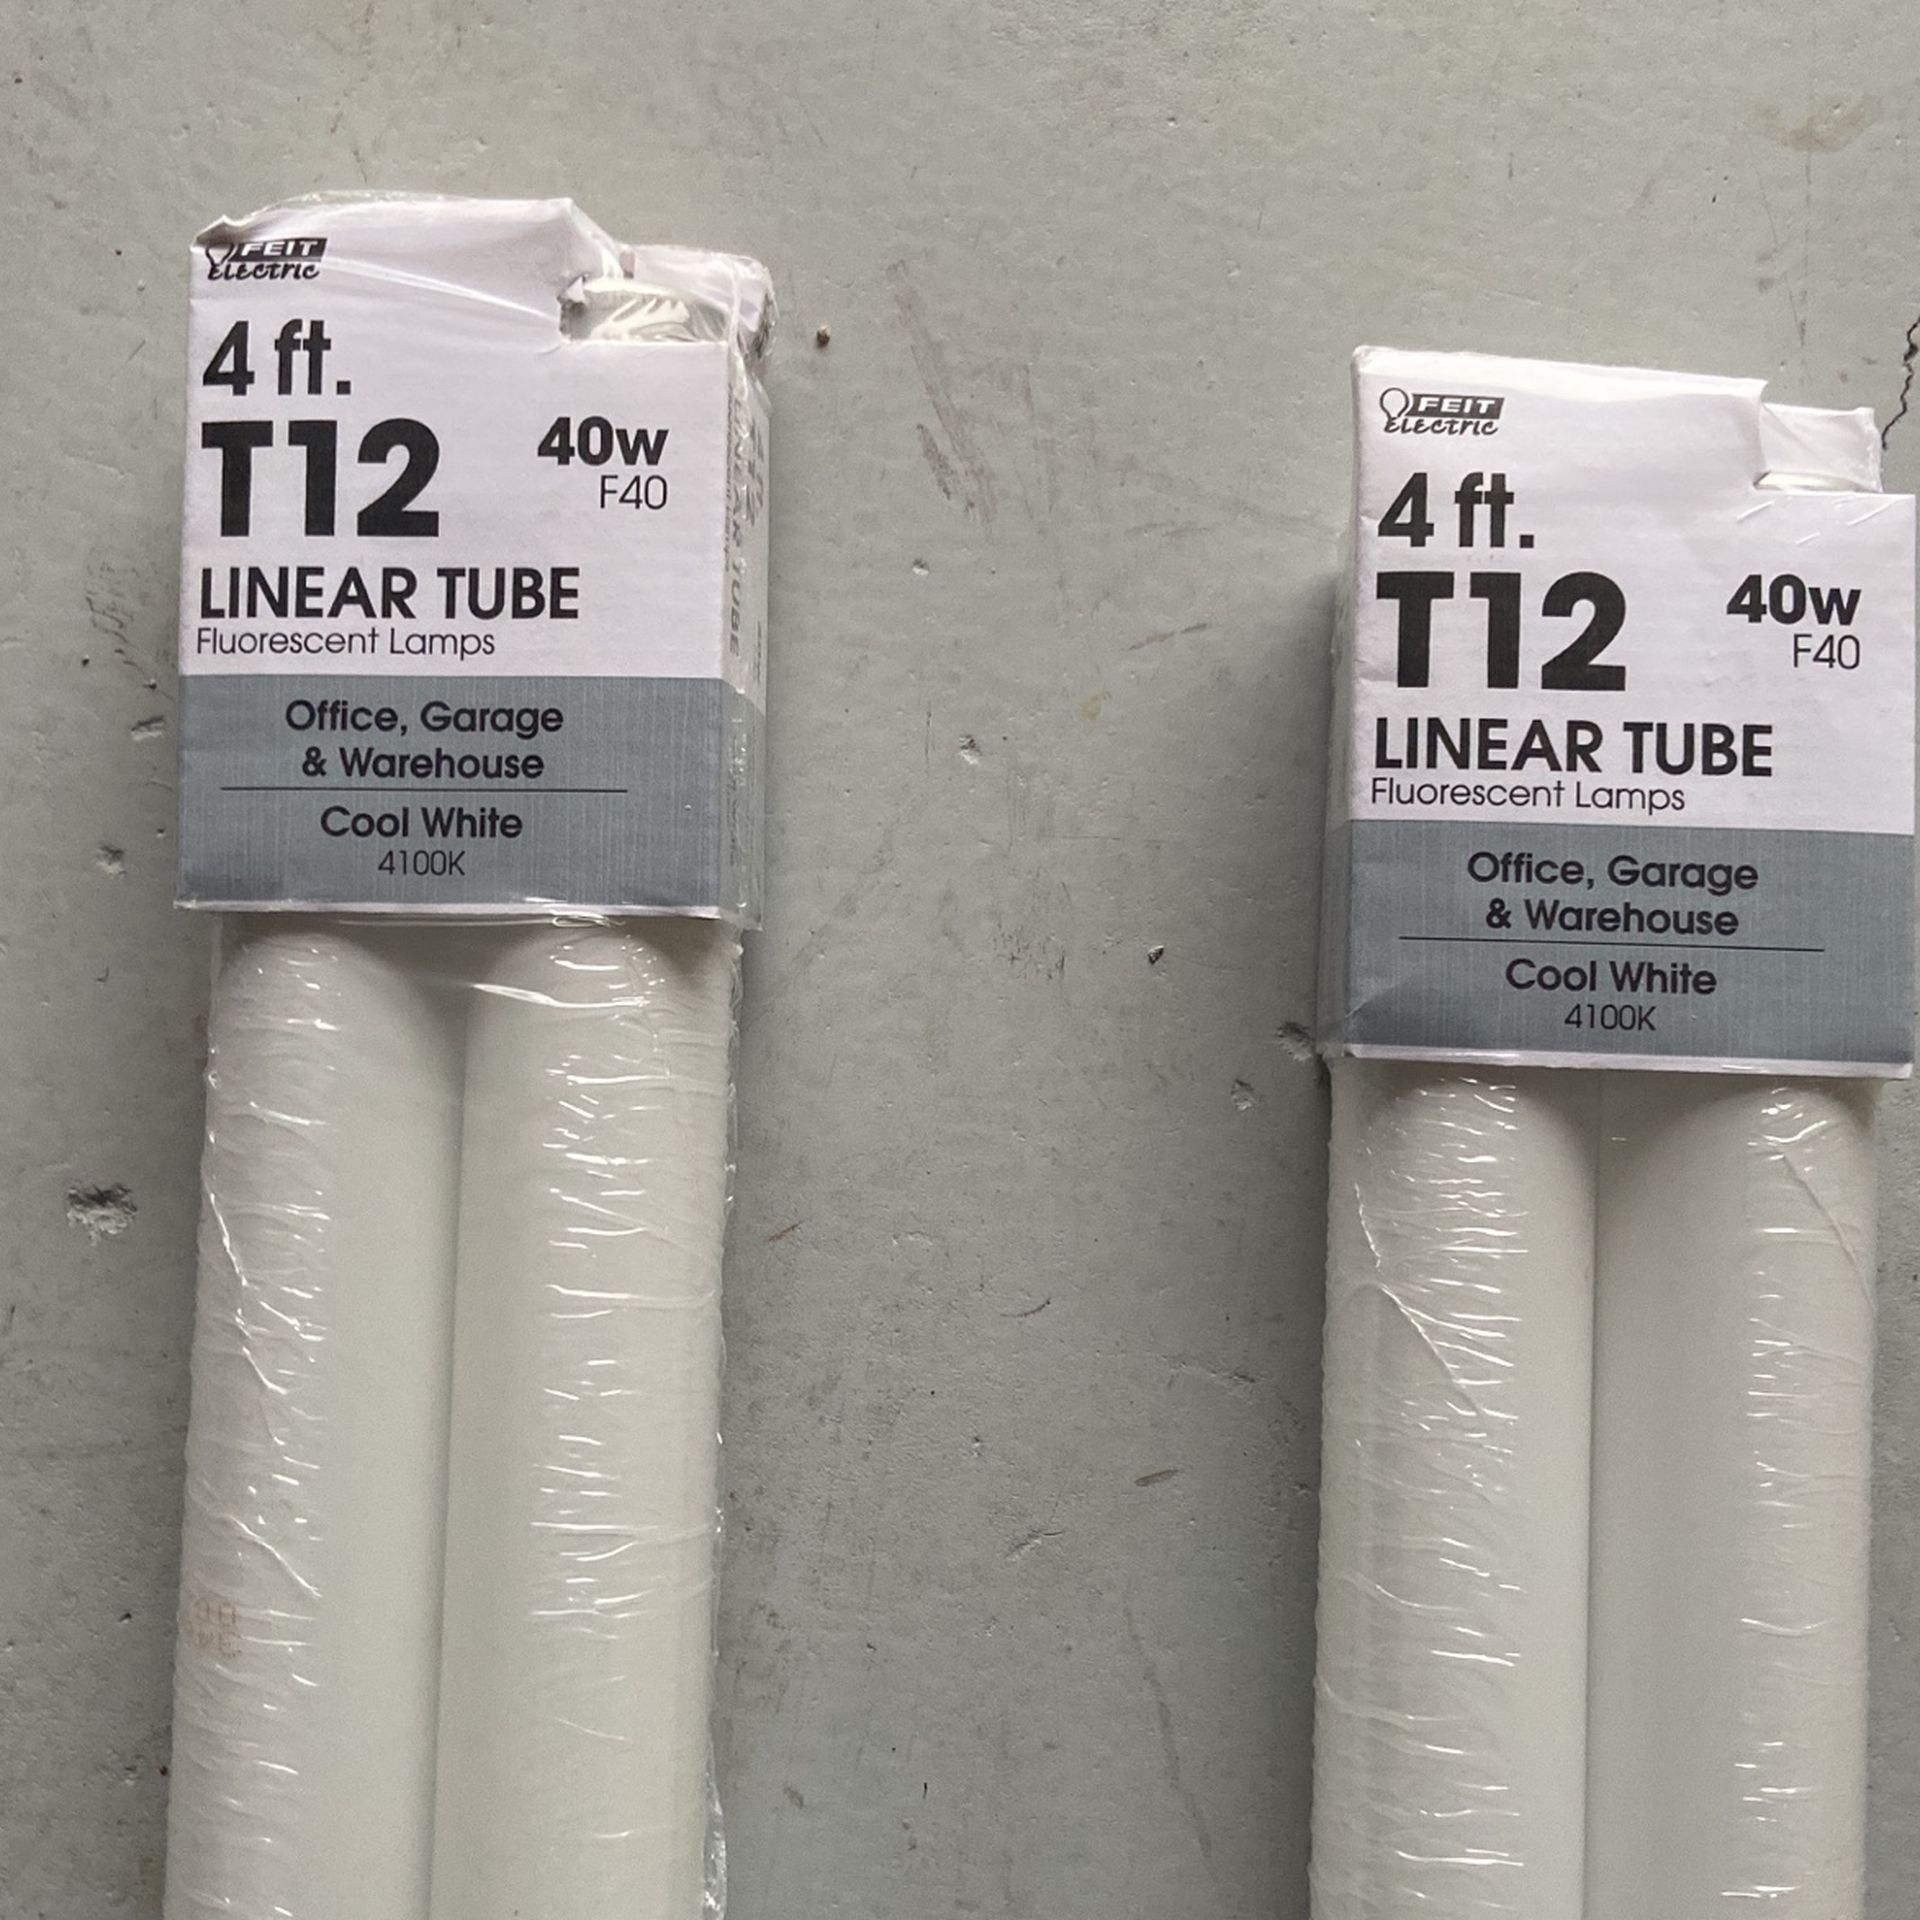 FEIT
ELECTRIC
4 ft.
T12
40w
F40
LINEAR TUBE
Fluorescent Lamps
Office, Garage
& Warehouse
Cool White
4100K
FEIT
ELECTRIC
4 ft.
T12
40w
F40
LINEAR TUBE
Fluorescent Lamps
Office, Garage
& Warehouse
Cool White
4100K